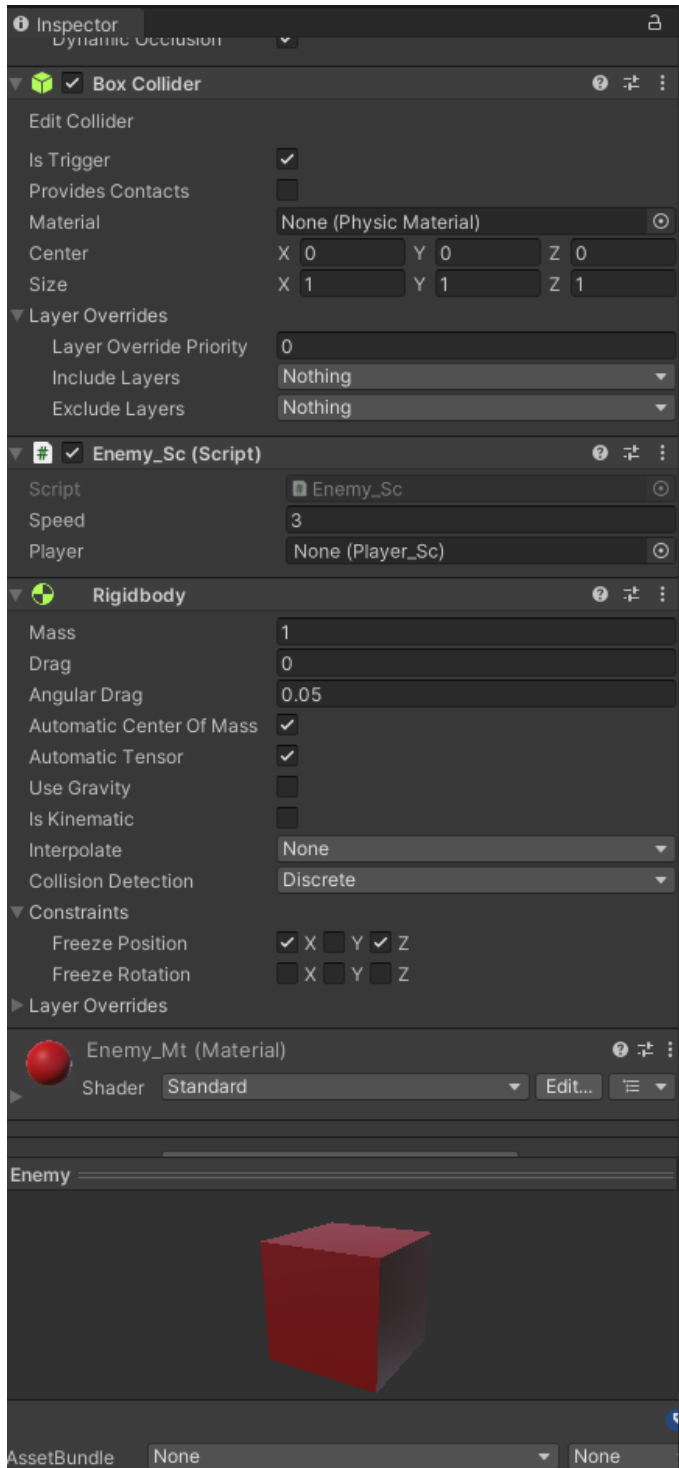 Inspector
Dynamic Occlusion
Box Collider
Edit Collider
Is Trigger
Provides Contacts
Material None (Physic Material)
Center X 0 Y 0 Z 0
Size X 1 Y 1 Z 1
Layer Overrides
Layer Override Priority 0
Include Layers Nothing
Exclude Layers Nothing
# Enemy_Sc (Script)
Script # Enemy_Sc
Speed 3
Player None (Player_Sc)
Rigidbody
Mass 1
Drag 0
Angular Drag 0.05
Automatic Center Of Mass
Automatic Tensor
Use Gravity
Is Kinematic
Interpolate None
Collision Detection Discrete
Constraints
Freeze Position X Y Z
Freeze Rotation X Y Z
Layer Overrides
Enemy_Mt (Material)
Shader Standard Edit...
Enemy
AssetBundle None None